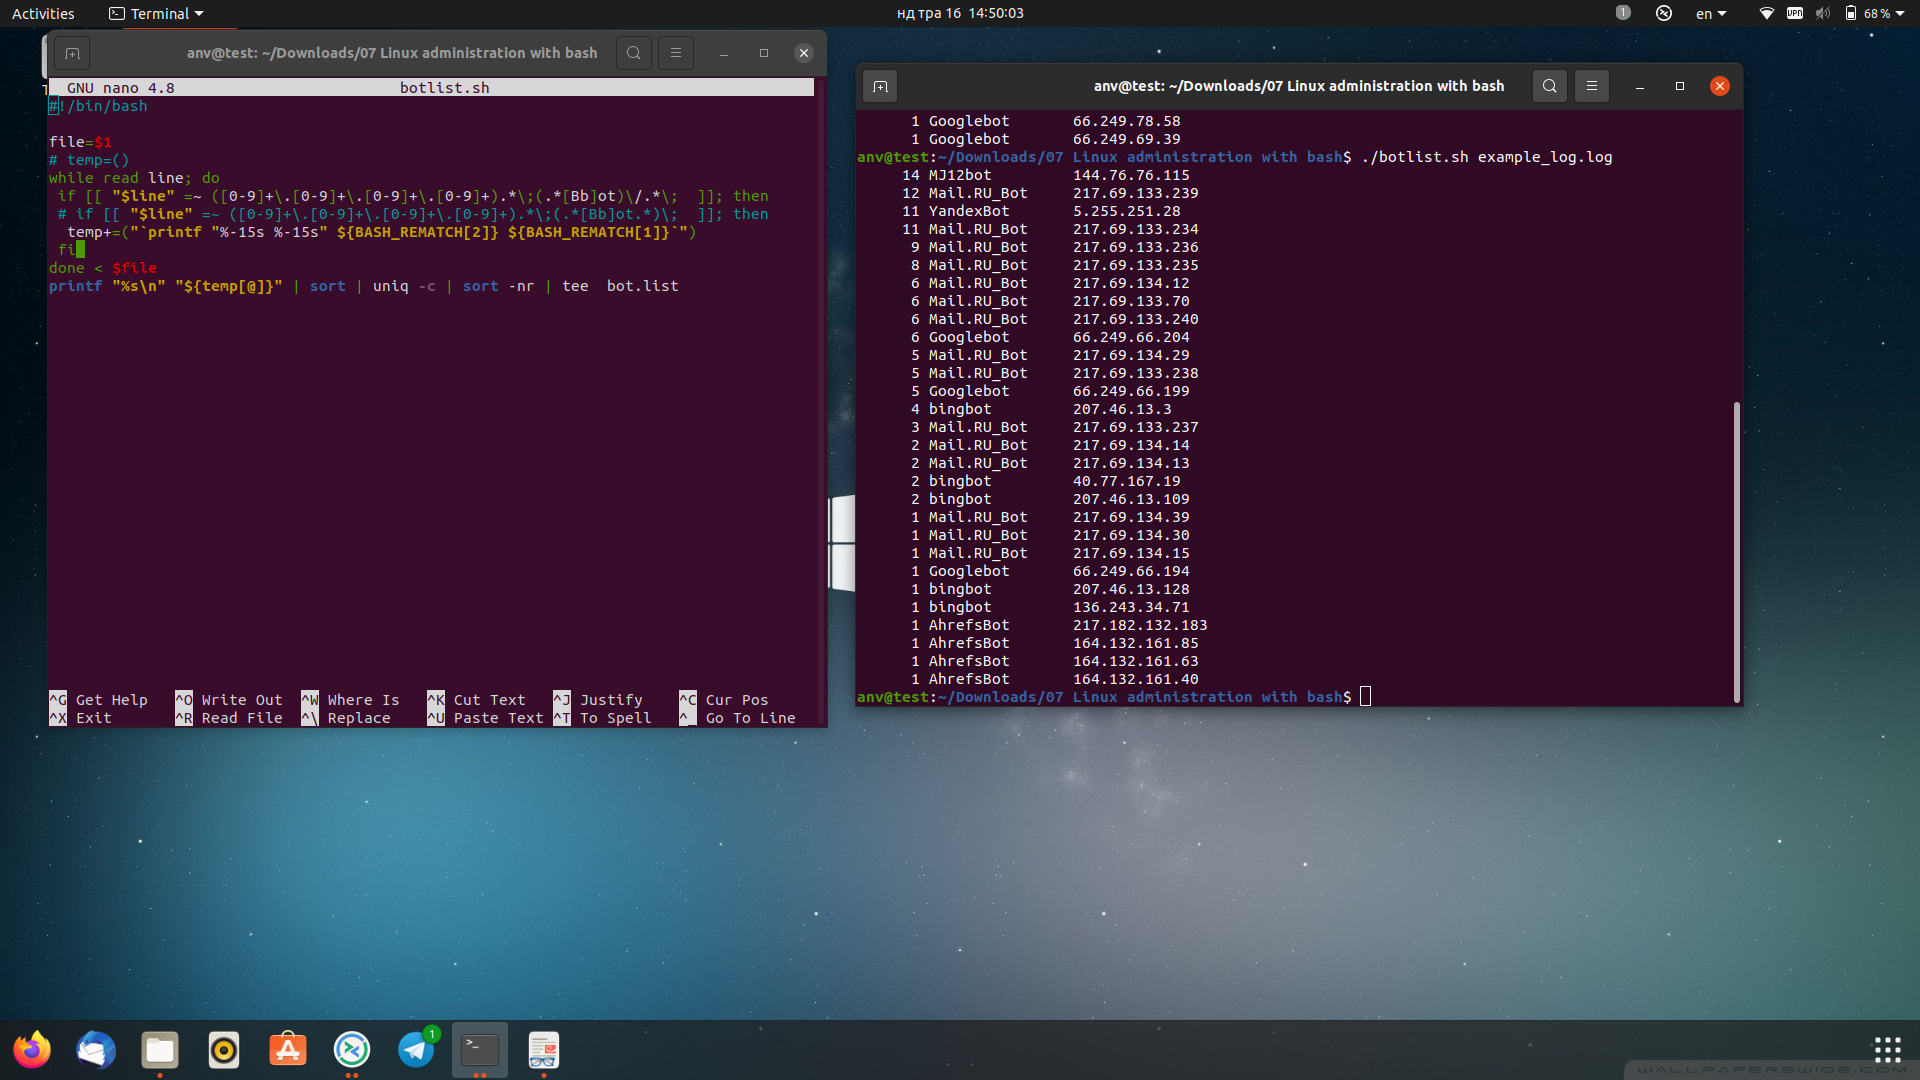 Activities Terminal нд тра 16 14:50:03 1 en VPN 68 %
anv@test: ~/Downloads/07 Linux administration with bash
GNU nano 4.8 botlist.sh
#!/bin/bash
file=$1
# temp=()
while read line; do
if [[ "$line" =~ ([0-9]+\.[0-9]+\.[0-9]+\.[0-9]+).*\;(.*[Bb]ot)\/.*\;  ]]; then
# if [[ "$line" =~ ([0-9]+\.[0-9]+\.[0-9]+\.[0-9]+).*\;(.*[Bb]ot.*)\;  ]]; then
temp+=("`printf "%-15s %-15s" ${BASH_REMATCH[2]} ${BASH_REMATCH[1]}`")
fi
done < $file
printf "%s\n" "${temp[@]}" | sort | uniq -c | sort -nr | tee  bot.list
^G Get Help ^O Write Out ^W Where Is ^K Cut Text ^J Justify ^C Cur Pos
^X Exit ^R Read File ^\ Replace ^U Paste Text ^T To Spell ^_ Go To Line
anv@test: ~/Downloads/07 Linux administration with bash
1 Googlebot 66.249.78.58
1 Googlebot 66.249.69.39
anv@test:~/Downloads/07 Linux administration with bash$ ./botlist.sh example_log.log
14 MJ12bot 144.76.76.115
12 Mail.RU_Bot 217.69.133.239
11 YandexBot 5.255.251.28
11 Mail.RU_Bot 217.69.133.234
9 Mail.RU_Bot 217.69.133.236
8 Mail.RU_Bot 217.69.133.235
6 Mail.RU_Bot 217.69.134.12
6 Mail.RU_Bot 217.69.133.70
6 Mail.RU_Bot 217.69.133.240
6 Googlebot 66.249.66.204
5 Mail.RU_Bot 217.69.134.29
5 Mail.RU_Bot 217.69.133.238
5 Googlebot 66.249.66.199
4 bingbot 207.46.13.3
3 Mail.RU_Bot 217.69.133.237
2 Mail.RU_Bot 217.69.134.14
2 Mail.RU_Bot 217.69.134.13
2 bingbot 40.77.167.19
2 bingbot 207.46.13.109
1 Mail.RU_Bot 217.69.134.39
1 Mail.RU_Bot 217.69.134.30
1 Mail.RU_Bot 217.69.134.15
1 Googlebot 66.249.66.194
1 bingbot 207.46.13.128
1 bingbot 136.243.34.71
1 AhrefsBot 217.182.132.183
1 AhrefsBot 164.132.161.85
1 AhrefsBot 164.132.161.63
1 AhrefsBot 164.132.161.40
anv@test:~/Downloads/07 Linux administration with bash$
1
WALLPAPERSWIDE.COM